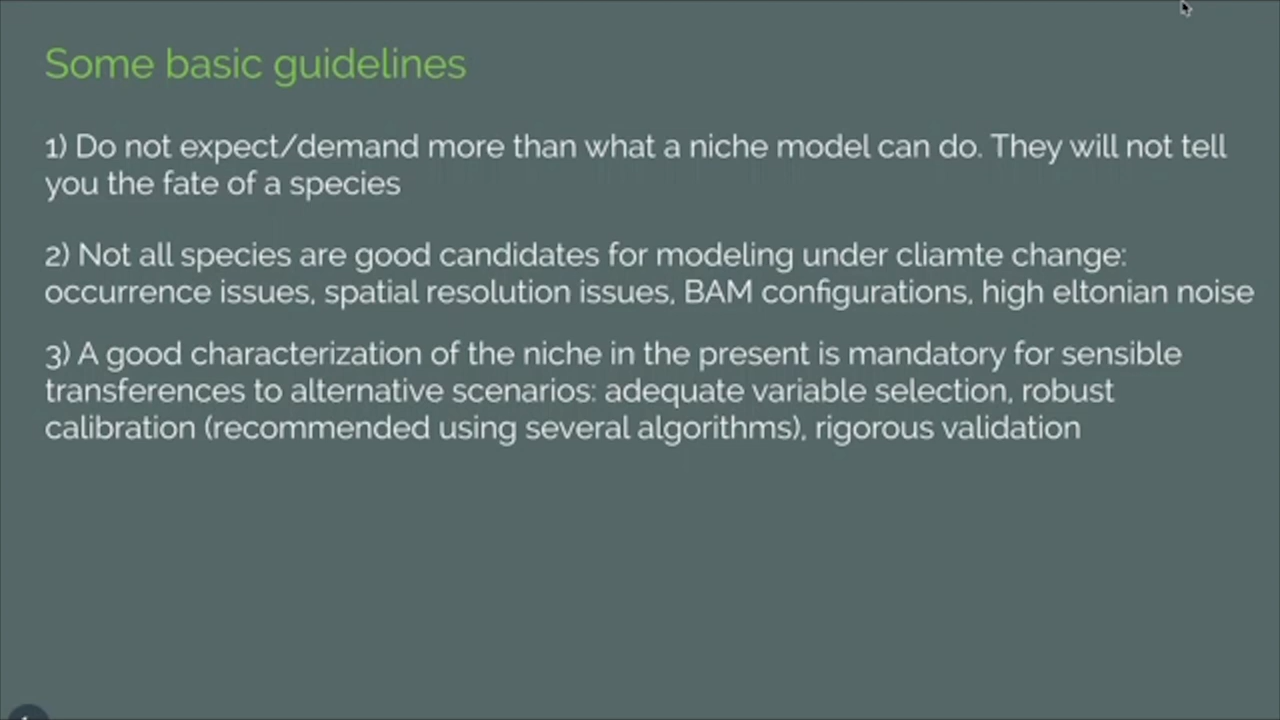 Some basic guidelines
1) Do not expect/demand more than what a niche model can do. They will not tell
you the fate of a species
2) Not all species are good candidates for modeling under cliamte change:
occurrence issues, spatial resolution issues, BAM configurations, high eltonian noise
3) A good characterization of the niche in the present is mandatory for sensible
transferences to alternative scenarios: adequate variable selection, robust
calibration (recommended using several algorithms), rigorous validation